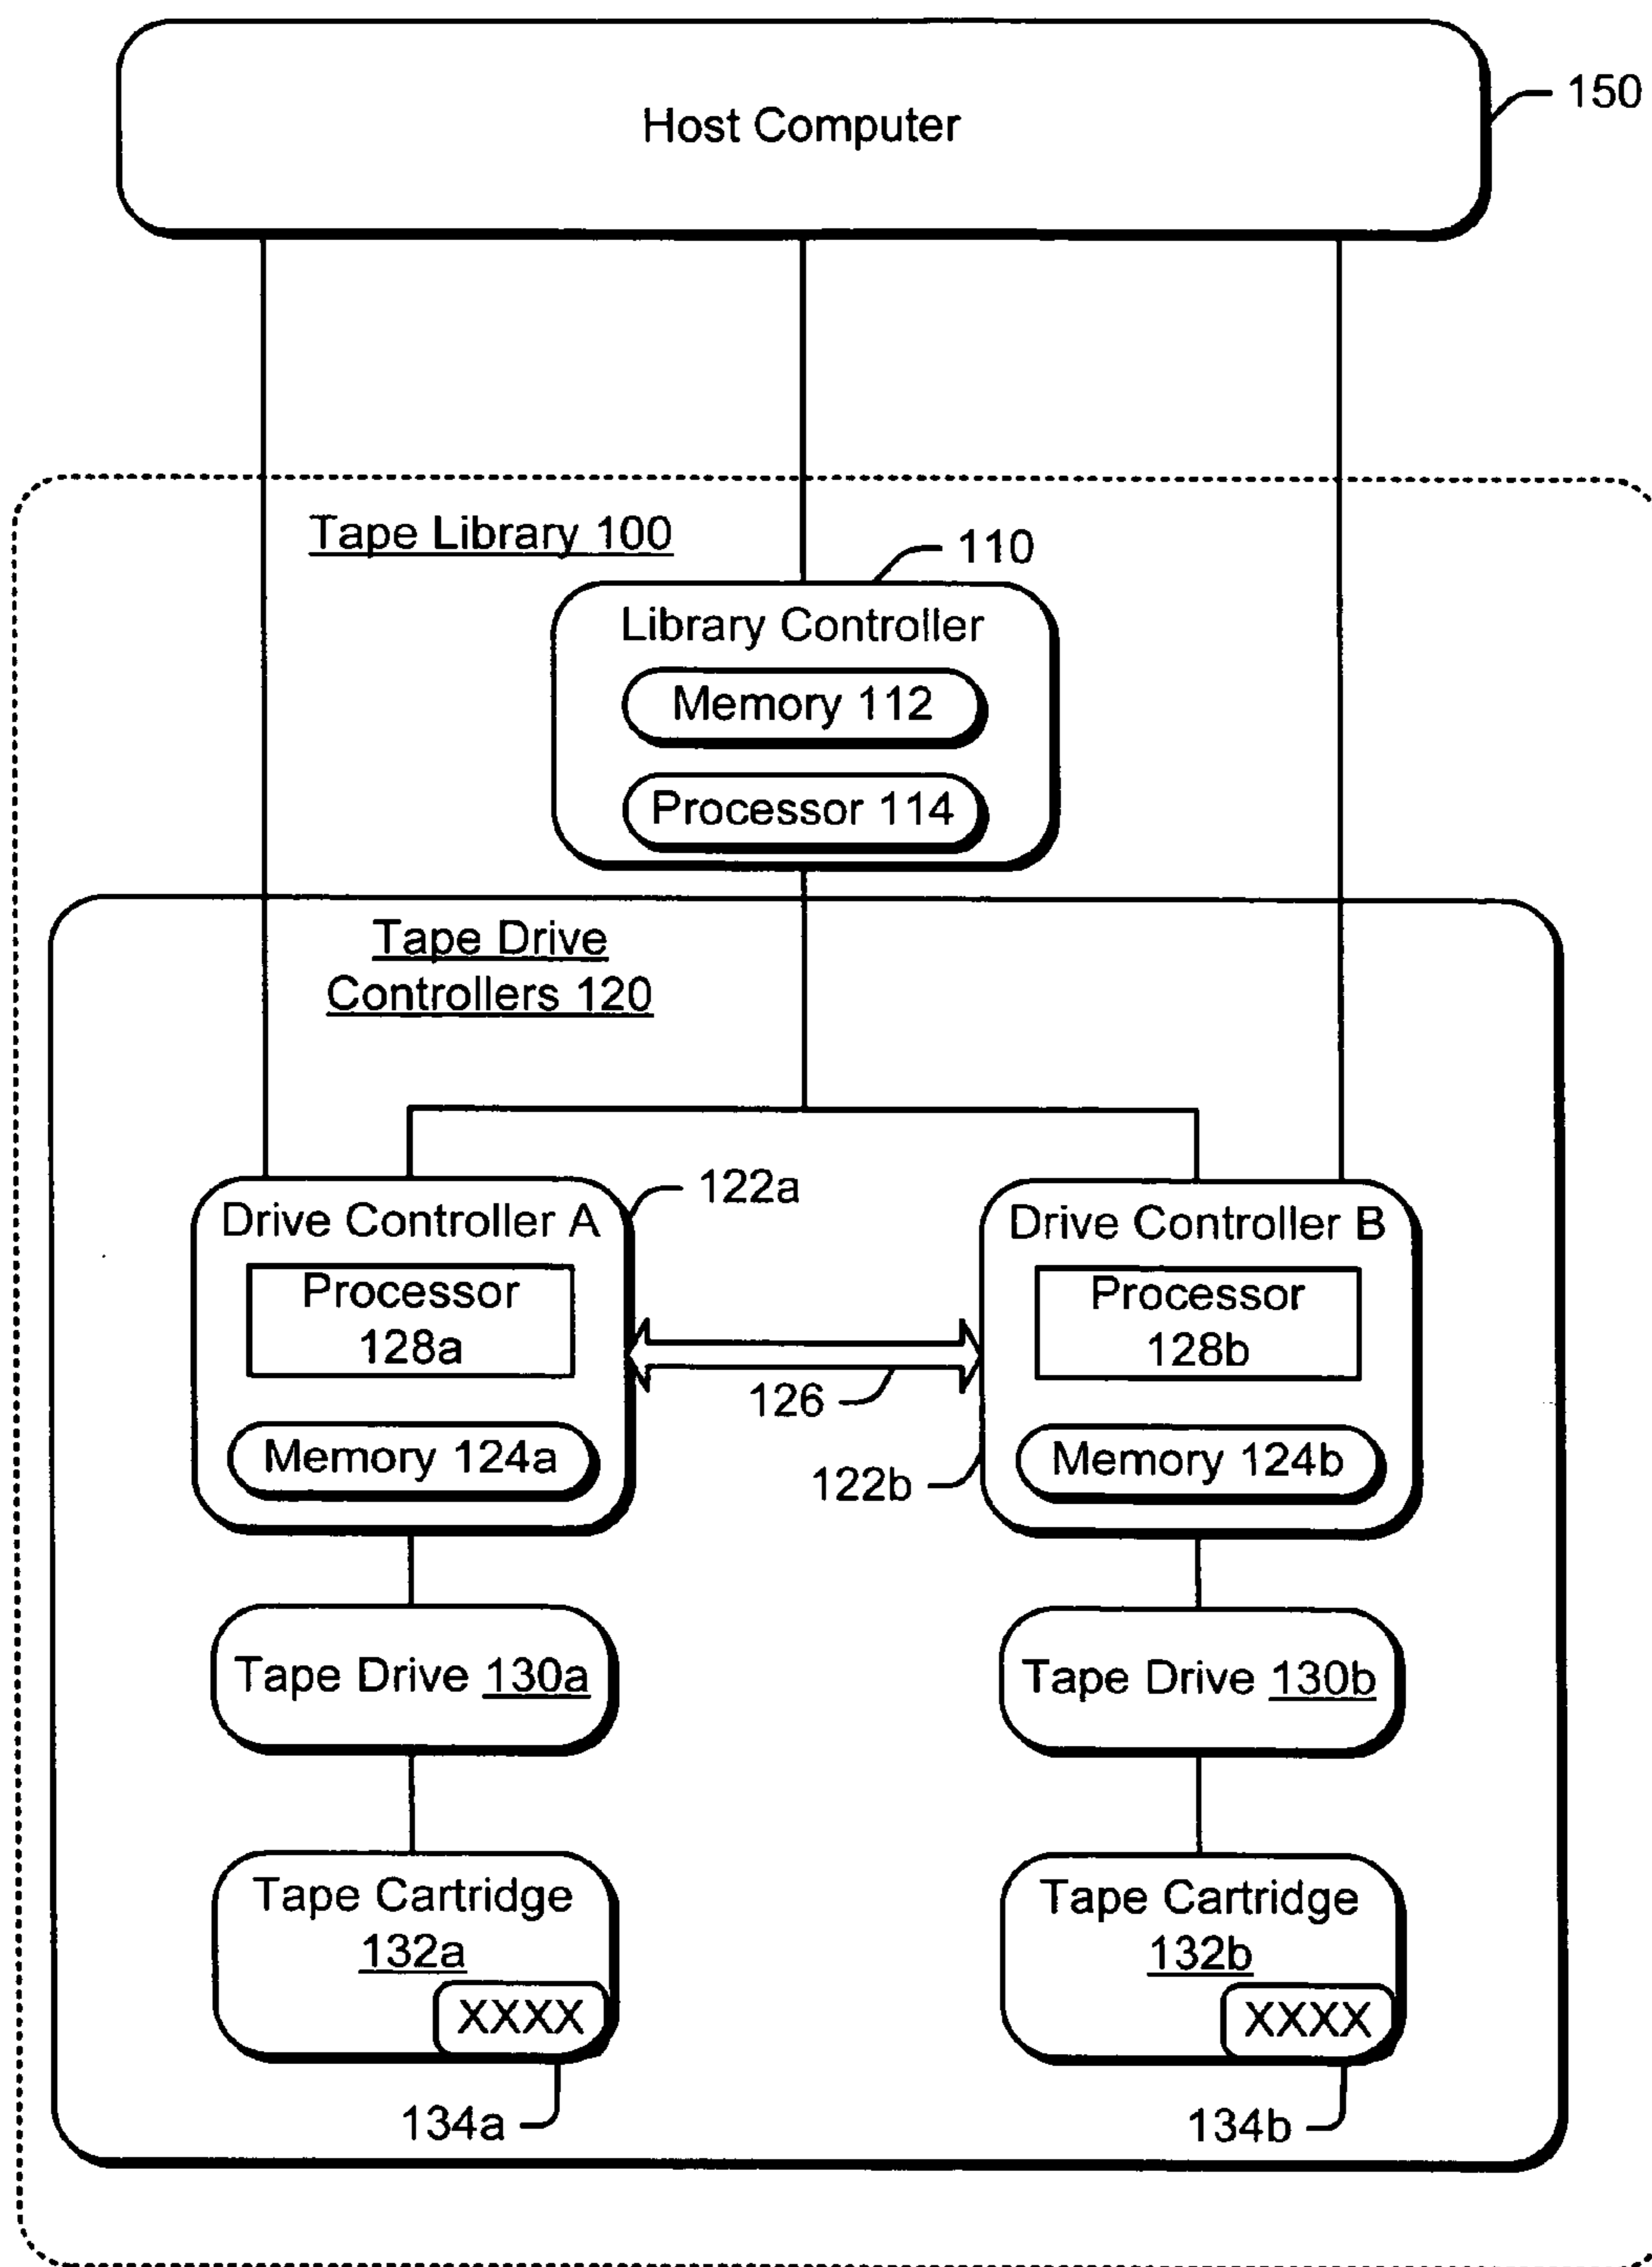 Host Computer
150
Tape Library 100
110
Library Controller
Memory 112
Processor 114
Tape Drive
Controllers 120
122a
Drive Controller A
Processor
128a
Memory 124a
126
Drive Controller B
Processor
128b
Memory 124b
122b
Tape Drive 130a
Tape Drive 130b
Tape Cartridge
132a
XXXX
134a
Tape Cartridge
132b
XXXX
134b